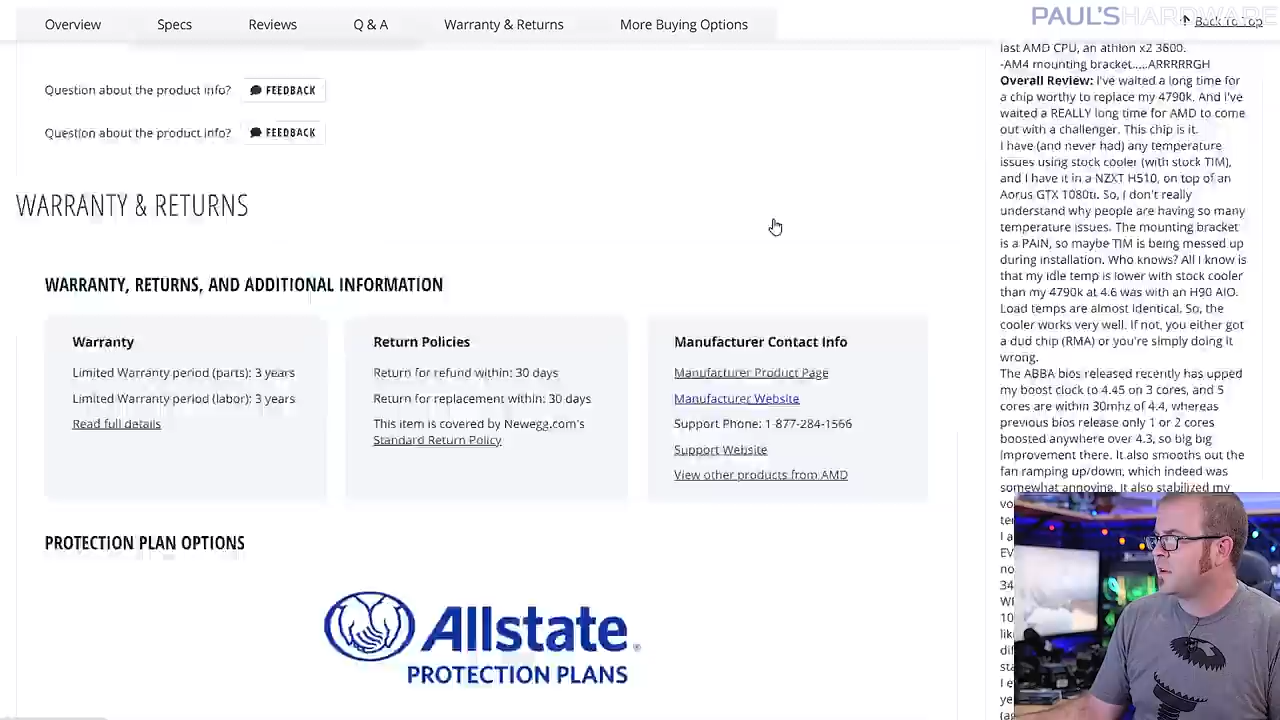 Overview
Specs
Reviews
Q & A
Warranty & Returns
More Buying Options
PAUL'SHARDWARE
Back To Top
Question about the product info?
FEEDBACK
Question about the product info?
FEEDBACK
WARRANTY & RETURNS
WARRANTY, RETURNS, AND ADDITIONAL INFORMATION
Warranty
Limited Warranty period (parts): 3 years
Limited Warranty period (labor): 3 years
Read full details
Return Policies
Return for refund within: 30 days
Return for replacement within: 30 days
This item is covered by Newegg.com's
Standard Return Policy
Manufacturer Contact Info
Manufacturer Product Page
Manufacturer Website
Support Phone: 1-877-284-1566
Support Website
View other products from AMD
PROTECTION PLAN OPTIONS
Allstate
PROTECTION PLANS
last AMD CPU, an athlon x2 3600.
-AM4 mounting bracket.....ARRRRRGH
Overall Review: I've waited a long time for
a chip worthy to replace my 4790k. And I've
waited a REALLY long time for AMD to come
out with a challenger. This chip is it.
I have (and never had) any temperature
issues using stock cooler (with stock TIM),
and I have it in a NZXT H510, on top of an
Aorus GTX 1080ti. So, I don't really
understand why people are having so many
temperature issues. The mounting bracket
is a PAIN, so maybe TIM is being messed up
during installation. Who knows? All I know is
that my idle temp is lower with stock cooler
than my 4790k at 4.6 was with an H90 AIO.
Load temps are almost identical. So, the
cooler works very well. If not, you either got
a dud chip (RMA) or you're simply doing it
wrong.
The ABBA bios released recently has upped
my boost clock to 4.45 on 3 cores, and 5
cores are within 30mhz of 4.4, whereas
previous bios release only 1 or 2 cores
boosted anywhere over 4.3, so big big
improvement there. It also smooths out the
fan ramping up/down, which indeed was
somewhat annoying. It also stabilized my